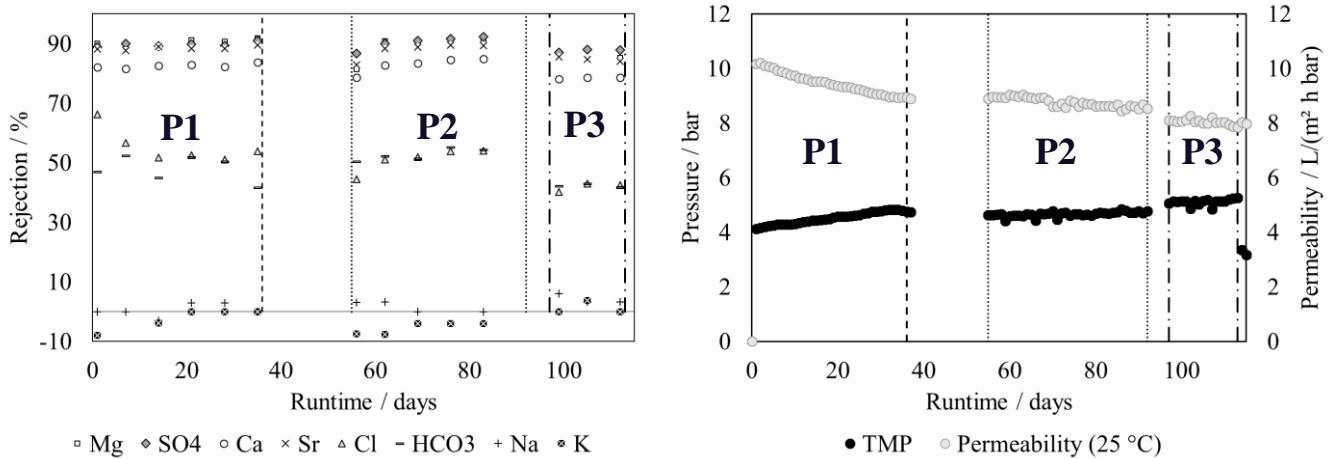 90
70
50
30
10
-10
Rejection / %
P1
P2
P3
0
20
40
60
80
100
Runtime / days
Mg
SO4
Ca
Sr
Cl
HCO3
Na
K
12
10
8
6
4
2
0
Pressure / bar
P1
P2
P3
12
10
8
6
4
2
0
Permeability / L/(m² h bar)
0
20
40
60
80
100
Runtime / days
TMP
Permeability (25 °C)